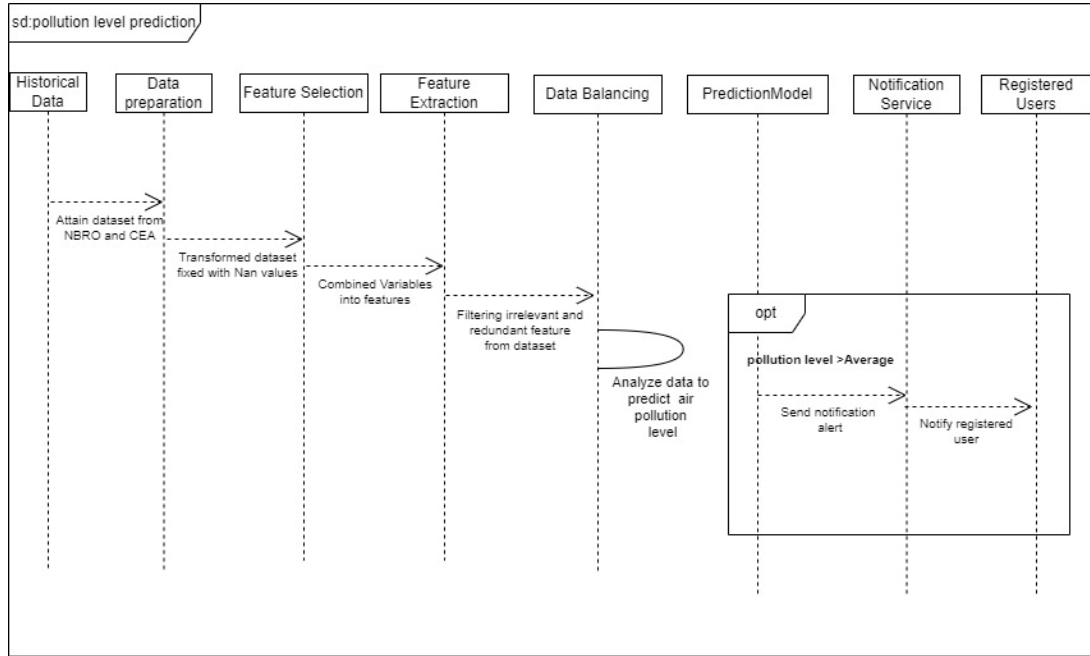 sd:pollution level prediction
Historical
Data
Data
preparation
Feature Selection
Feature
Extraction
Data Balancing
PredictionModel
Notification
Service
Registered
Users
Attain dataset from
NBRO and CEA
Transformed dataset
fixed with Nan values
Combined Variables
into features
Filtering irrelevant and
redundant feature
from dataset
Analyze data to
predict air
pollution
level
opt
pollution level >Average
Send notification
alert
Notify registered
user